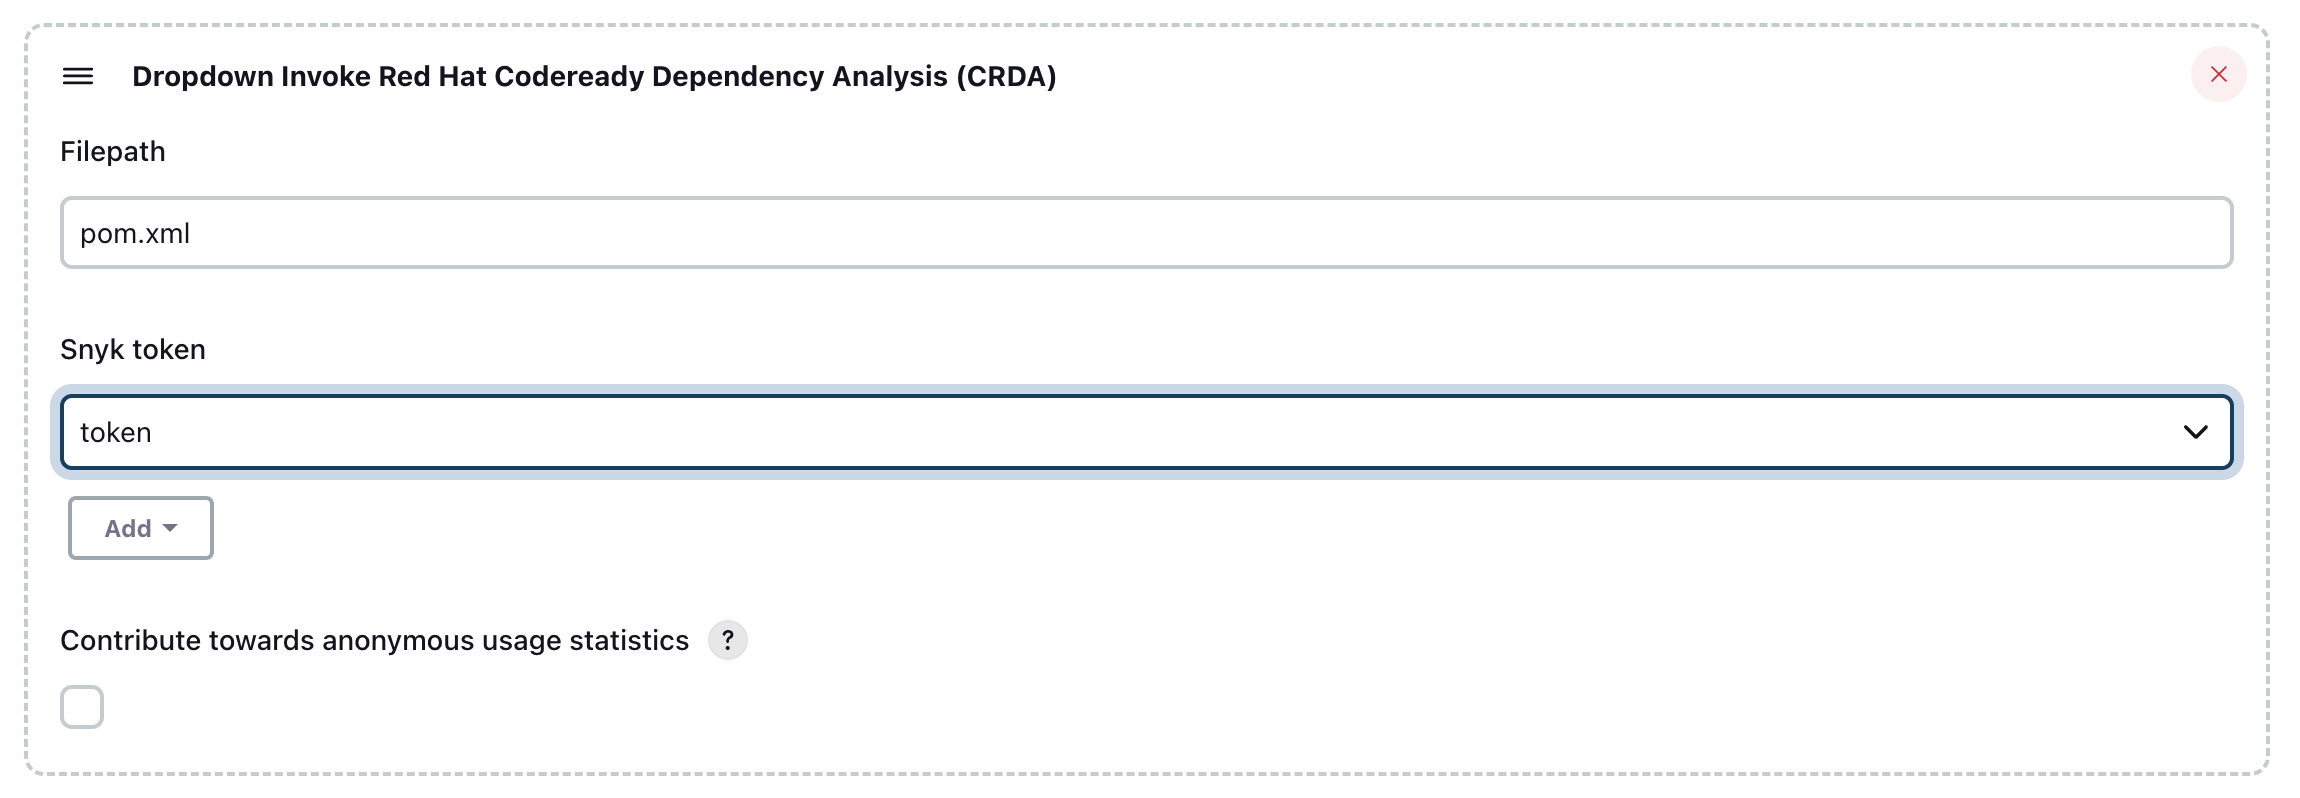 Dropdown Invoke Red Hat Codeready Dependency Analysis (CRDA)
Filepath
pom.xml
Snyk token
token
Add
Contribute towards anonymous usage statistics ?